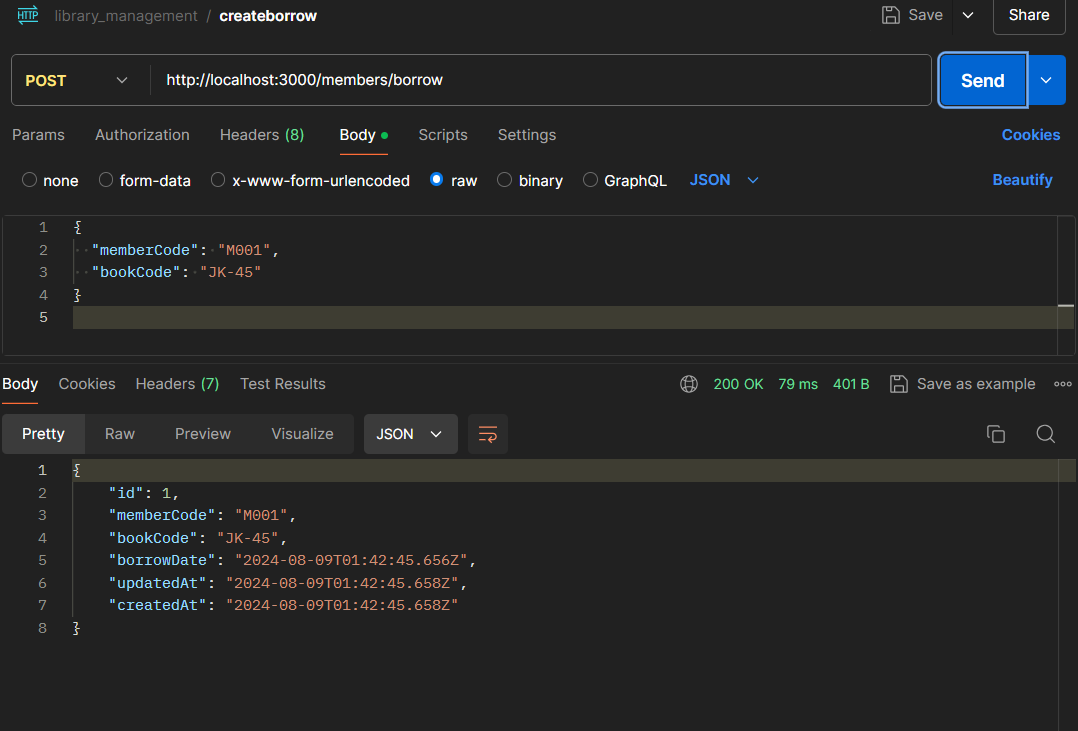 HTTP library_management / createborrow Save Share
POST http://localhost:3000/members/borrow Send
Params Authorization Headers (8) Body Scripts Settings Cookies
none form-data x-www-form-urlencoded raw binary GraphQL JSON Beautify
1 {
2 "memberCode": "M001",
3 "bookCode": "JK-45"
4 }
5
Body Cookies Headers (7) Test Results 200 OK 79 ms 401 B Save as example
Pretty Raw Preview Visualize JSON
1 {
2 "id": 1,
3 "memberCode": "M001",
4 "bookCode": "JK-45",
5 "borrowDate": "2024-08-09T01:42:45.656Z",
6 "updatedAt": "2024-08-09T01:42:45.658Z",
7 "createdAt": "2024-08-09T01:42:45.658Z"
8 }